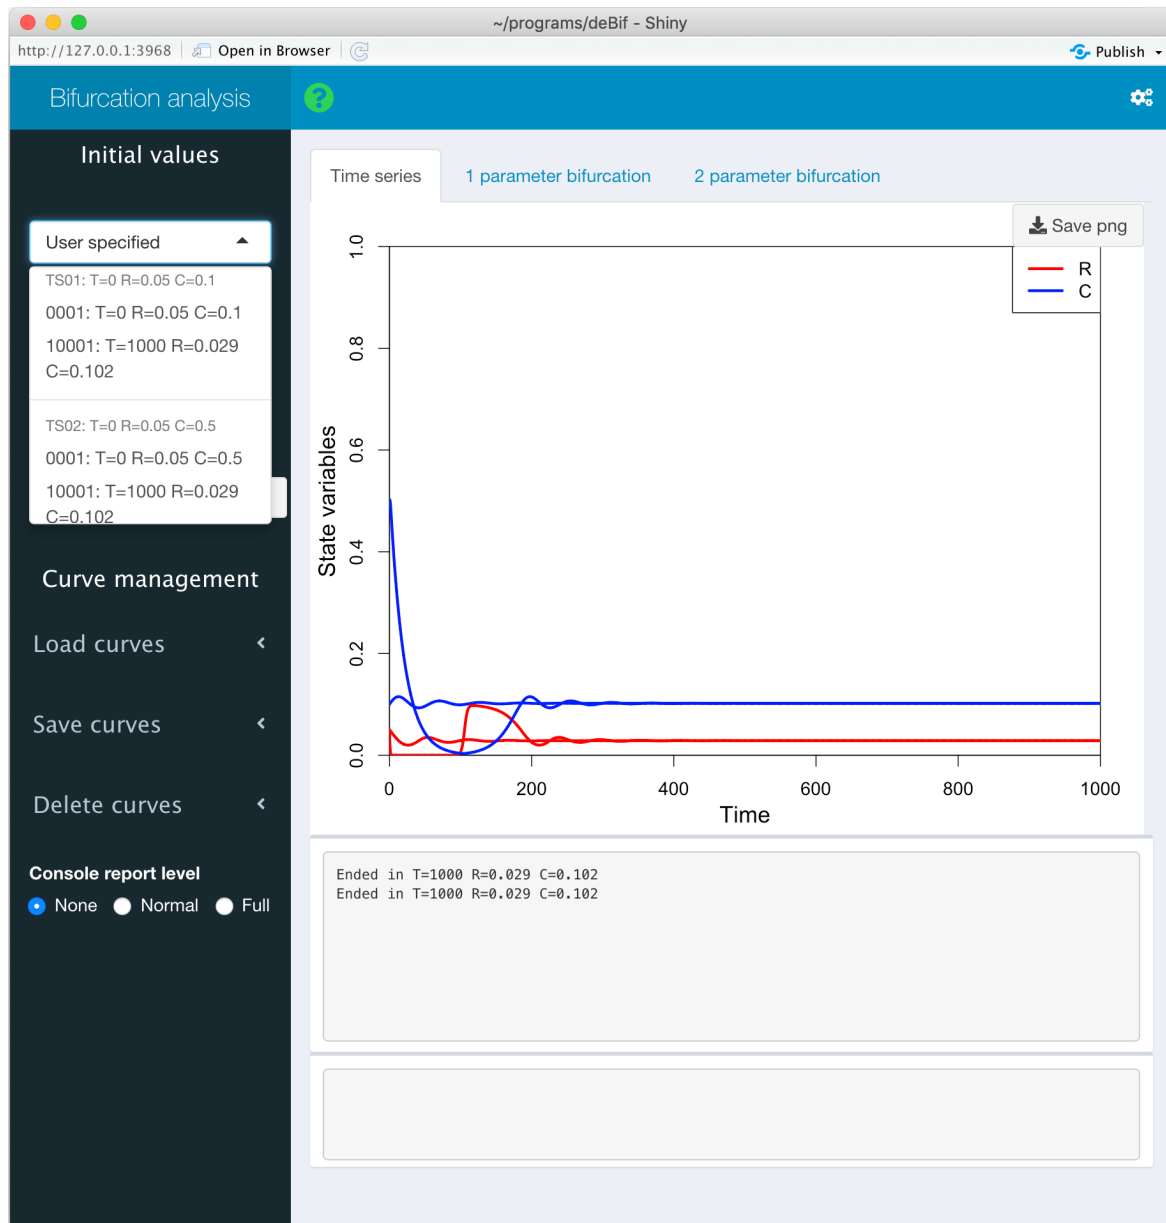 ~/programs/deBif - Shiny
http://127.0.0.1:3968 Open in Browser Publish
Bifurcation analysis
Initial values
User specified
TS01: T=0 R=0.05 C=0.1
0001: T=0 R=0.05 C=0.1
10001: T=1000 R=0.029
C=0.102
TS02: T=0 R=0.05 C=0.5
0001: T=0 R=0.05 C=0.5
10001: T=1000 R=0.029
C=0.102
Curve management
Load curves
Save curves
Delete curves
Console report level
None Normal Full
Time series 1 parameter bifurcation 2 parameter bifurcation
Save png
R
C
State variables
1.0
0.8
0.6
0.4
0.2
0.0
0 200 400 600 800 1000
Time
Ended in T=1000 R=0.029 C=0.102
Ended in T=1000 R=0.029 C=0.102